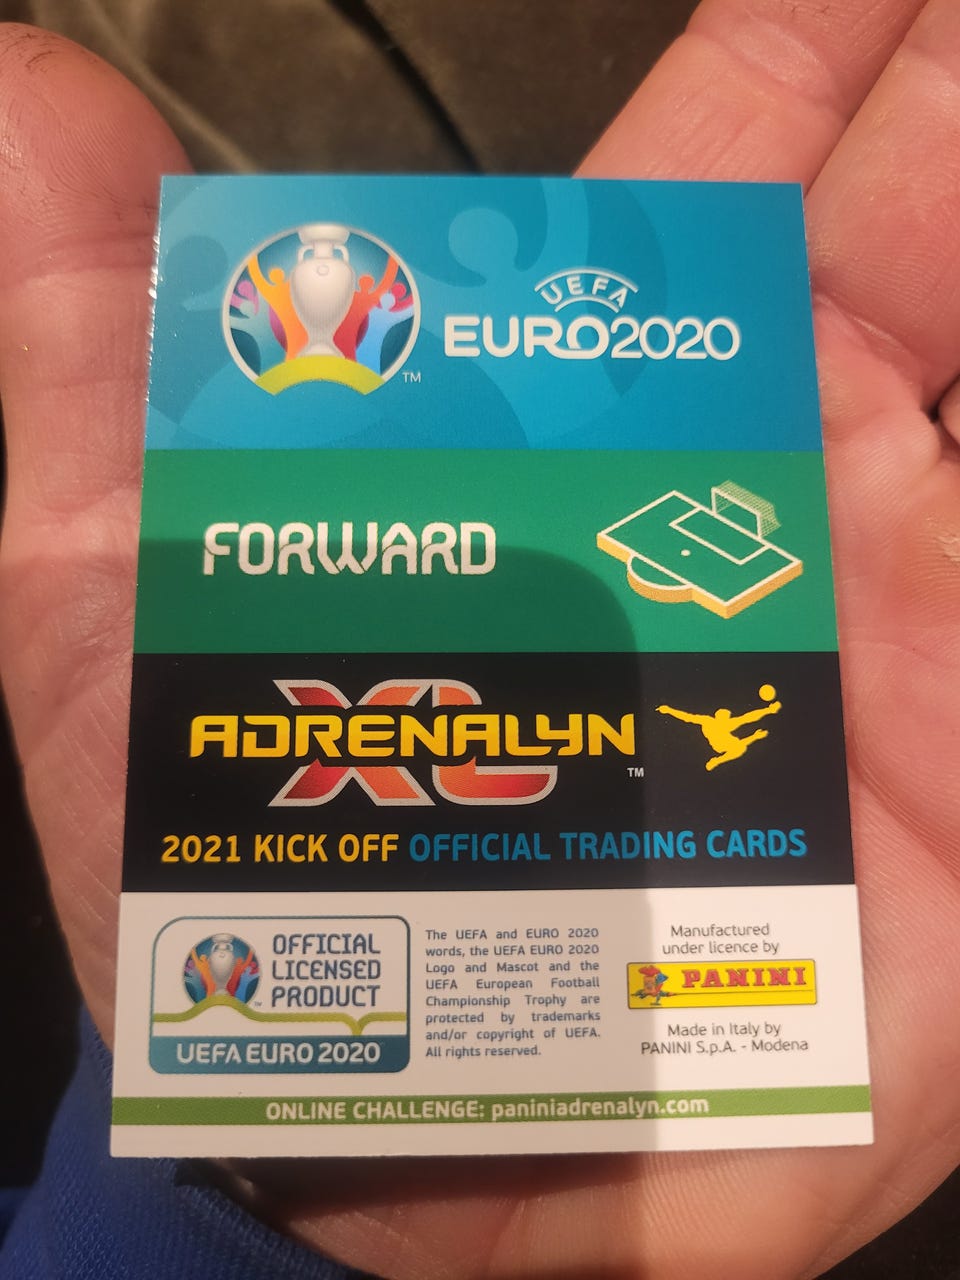 UEFA
EURO2020
TM
FORWARD
ADRENALYN
XL
TM
2021 KICK OFF OFFICIAL TRADING CARDS
OFFICIAL
LICENSED
PRODUCT
TM
UEFA EURO 2020
The UEFA and EURO 2020
words, the UEFA EURO 2020
Logo and Mascot and the
UEFA European Football
Championship Trophy are
protected by trademarks
and/or copyright of UEFA.
All rights reserved.
Manufactured
under licence by
PANINI
Made in Italy by
PANINI S.p.A. - Modena
ONLINE CHALLENGE: paniniadrenalyn.com